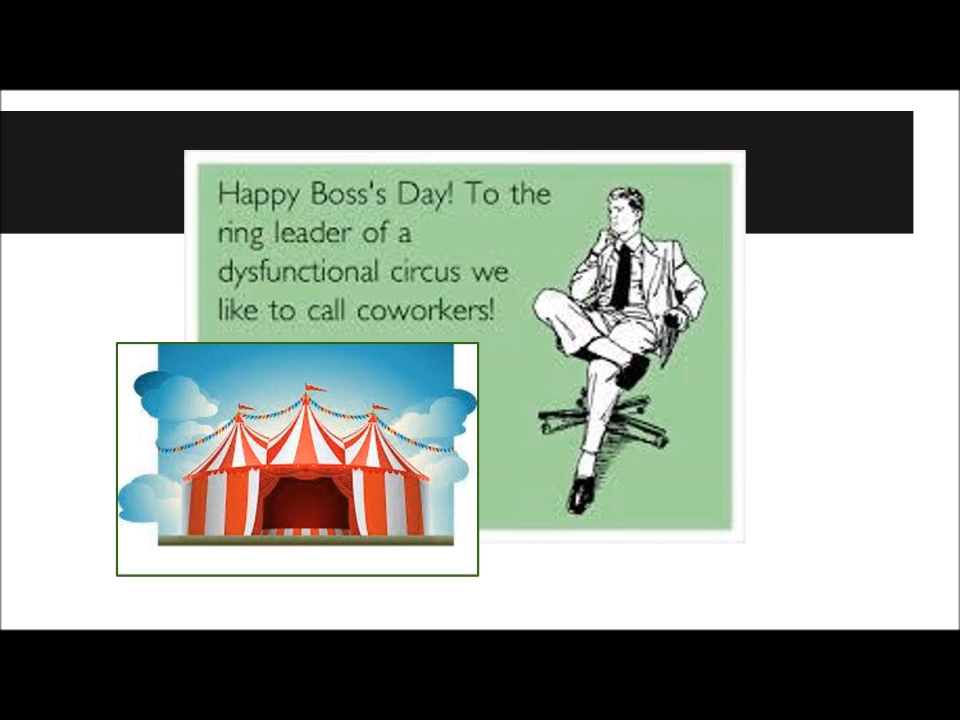 Happy Boss's Day! To the
ring leader of a
dysfunctional circus we
like to call coworkers!